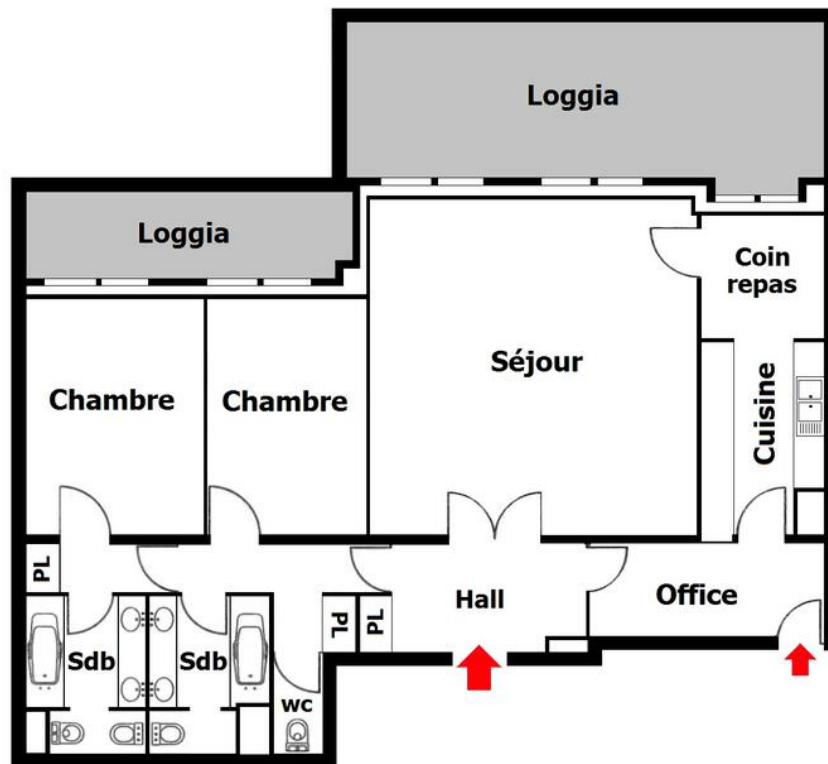 Loggia
Loggia
Coin
repas
Séjour
Chambre
Chambre
Cuisine
PL
Hall
Office
PL
PL
Sdb
Sdb
wc